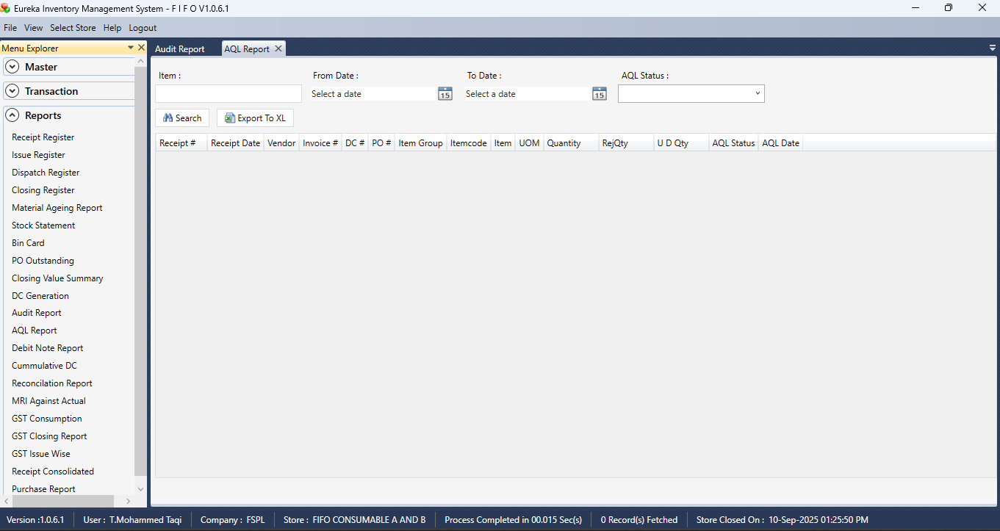 Eureka Inventory Management System - F I F O V1.0.6.1
File View Select Store Help Logout
Menu Explorer
Master
Transaction
Reports
Receipt Register
Issue Register
Dispatch Register
Closing Register
Material Ageing Report
Stock Statement
Bin Card
PO Outstanding
Closing Value Summary
DC Generation
Audit Report
AQL Report
Debit Note Report
Cummulative DC
Reconcilation Report
MRI Against Actual
GST Consumption
GST Closing Report
GST Issue Wise
Receipt Consolidated
Purchase Report
Audit Report AQL Report
Item : From Date : To Date : AQL Status :
Select a date 15 Select a date 15
Search Export To XL
Receipt # Receipt Date Vendor Invoice # DC # PO # Item Group Itemcode Item UOM Quantity RejQty U D Qty AQL Status AQL Date
Version :1.0.6.1 User : T.Mohammed Taqi Company : FSPL Store : FIFO CONSUMABLE A AND B Process Completed in 00.015 Sec(s) 0 Record(s) Fetched Store Closed On : 10-Sep-2025 01:25:50 PM